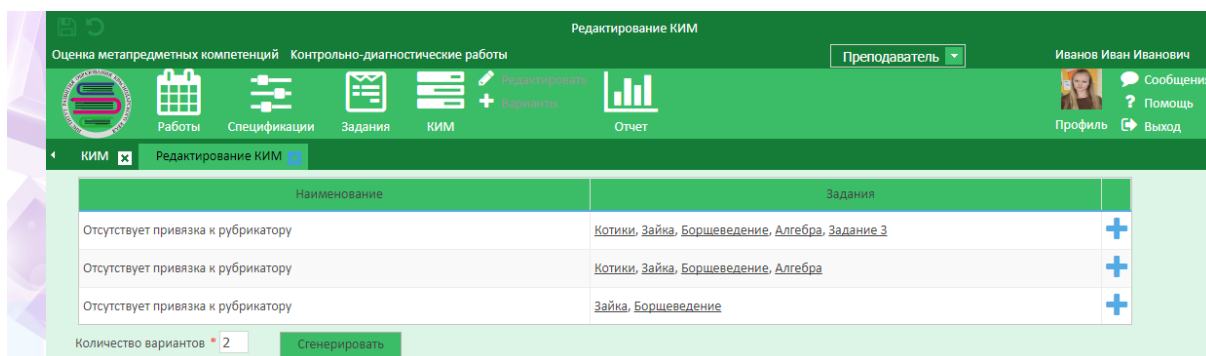 Редактирование КИМ
Оценка метапредметных компетенций Контрольно-диагностические работы Преподаватель Иванов Иван Иванович
Редактировать Сообщения
Варианты ? Помощь
Работы Спецификации Задания КИМ Отчет Профиль Выход
КИМ Редактирование КИМ
Наименование Задания
Отсутствует привязка к рубрикатору Котики, Зайка, Борщеведение, Алгебра, Задание 3
Отсутствует привязка к рубрикатору Котики, Зайка, Борщеведение, Алгебра
Отсутствует привязка к рубрикатору Зайка, Борщеведение
Количество вариантов * 2 Сгенерировать